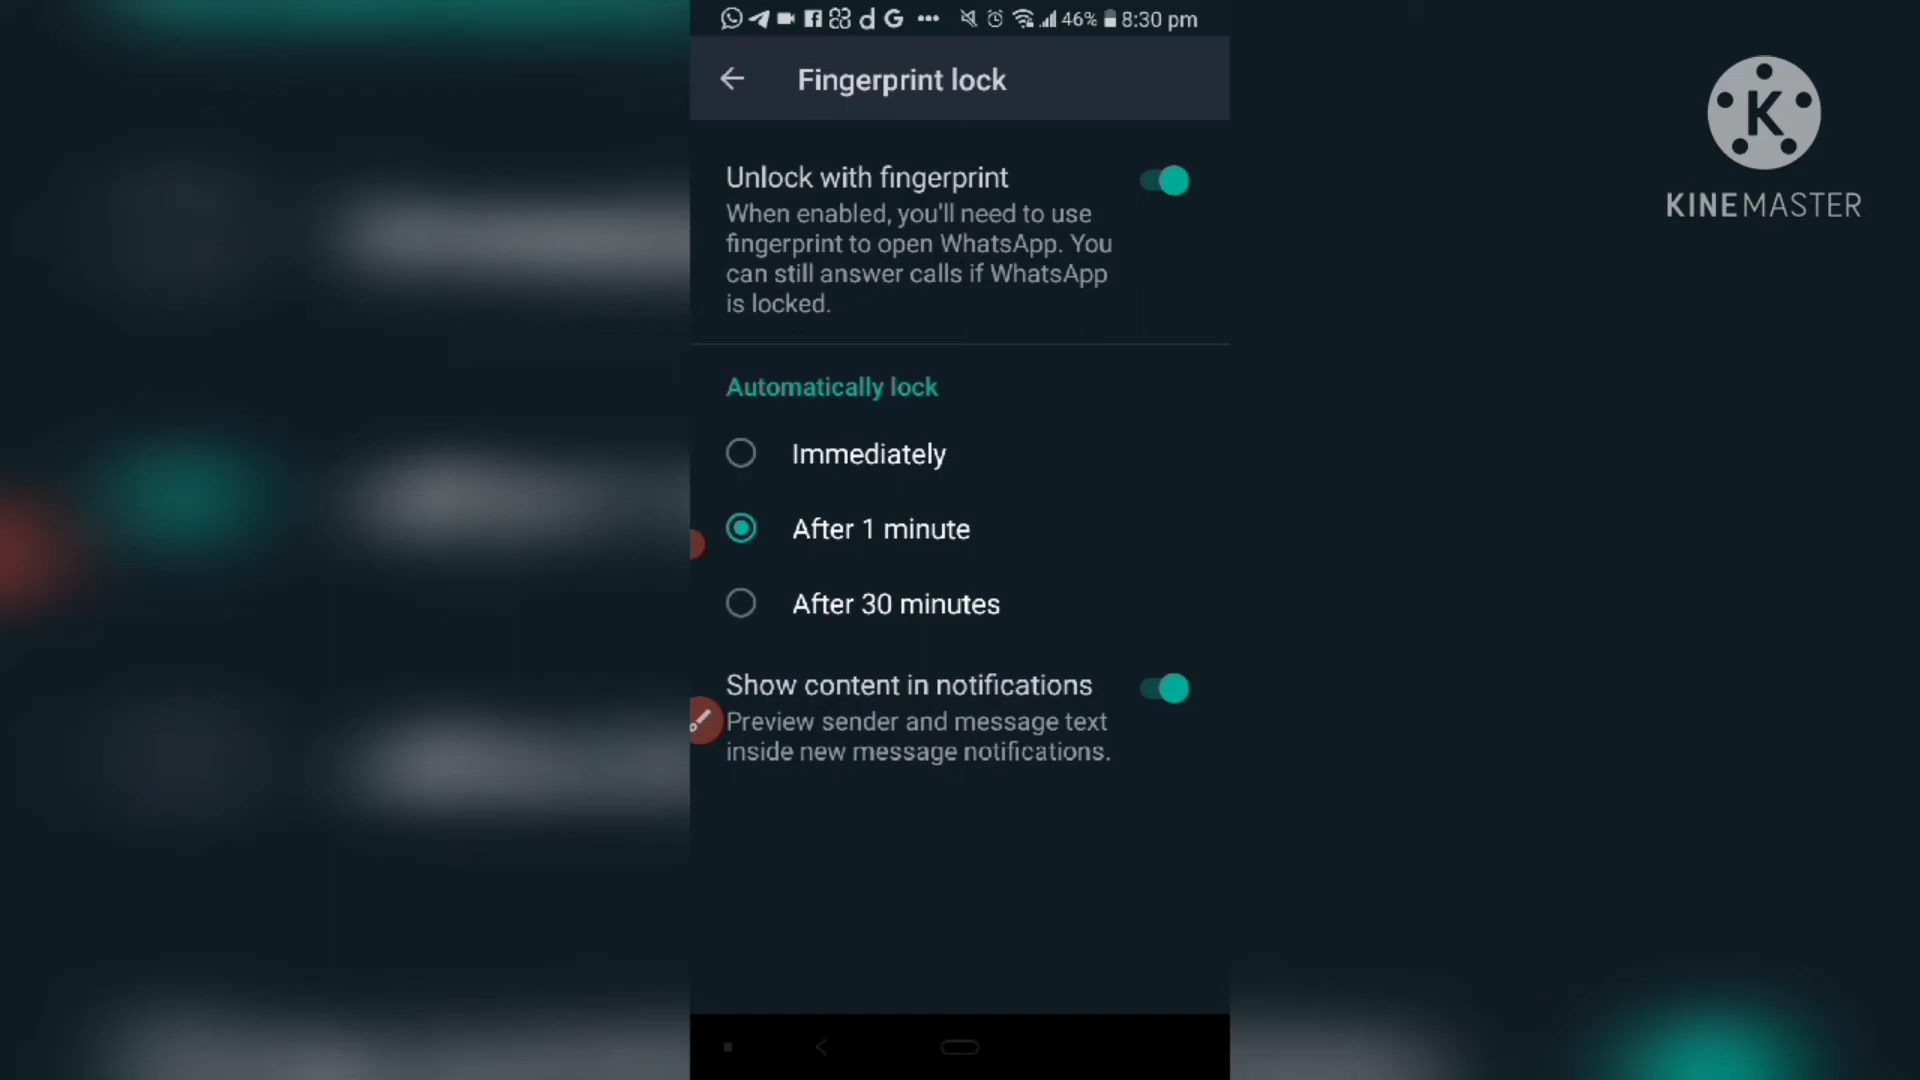 46% 8:30 pm
Fingerprint lock
K
KINEMASTER
Unlock with fingerprint
When enabled, you'll need to use
fingerprint to open WhatsApp. You
can still answer calls if WhatsApp
is locked.
Automatically lock
Immediately
After 1 minute
After 30 minutes
Show content in notifications
Preview sender and message text
inside new message notifications.